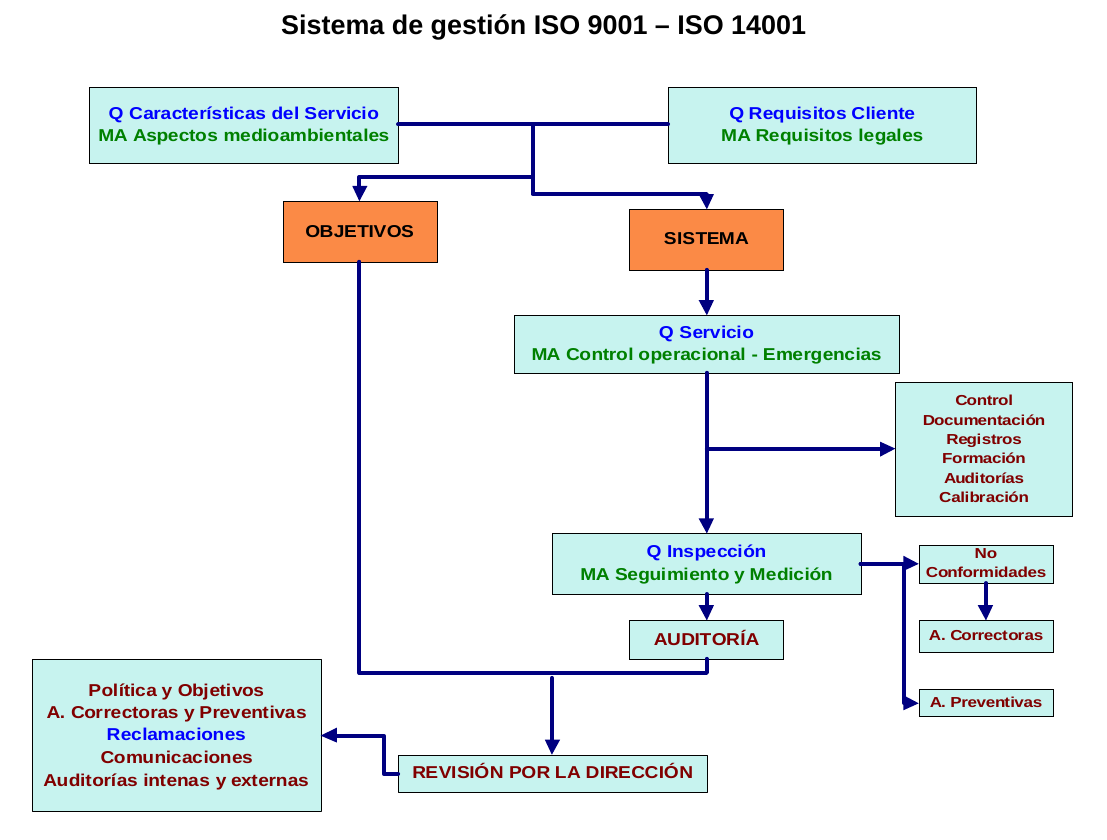 Sistema de gestión ISO 9001 – ISO 14001
Q Características del Servicio
MA Aspectos medioambientales
Q Requisitos Cliente
MA Requisitos legales
OBJETIVOS
SISTEMA
Q Servicio
MA Control operacional - Emergencias
Control
Documentación
Registros
Formación
Auditorías
Calibración
Q Inspección
MA Seguimiento y Medición
No
Conformidades
A. Correctoras
AUDITORÍA
A. Preventivas
Política y Objetivos
A. Correctoras y Preventivas
Reclamaciones
Comunicaciones
Auditorías intenas y externas
REVISIÓN POR LA DIRECCIÓN